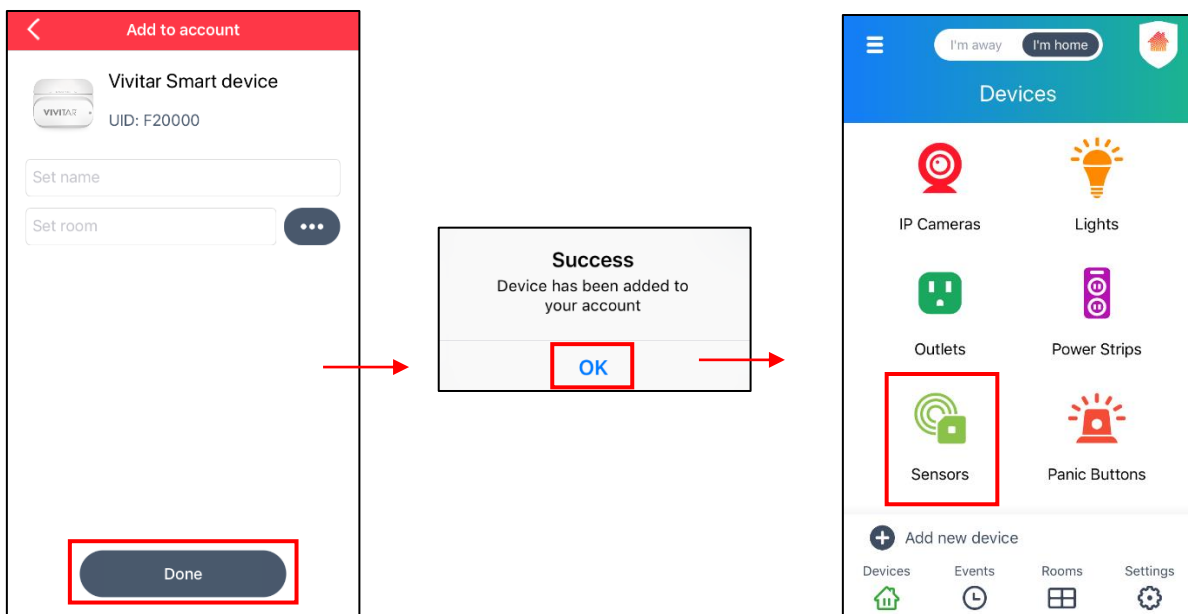 Add to account
Vivitar Smart device
VIVITAR
UID: F20000
Set name
Set room
Done
Success
Device has been added to
your account
OK
I'm away
I'm home
Devices
IP Cameras
Lights
Outlets
Power Strips
Sensors
Panic Buttons
Add new device
Devices
Events
Rooms
Settings